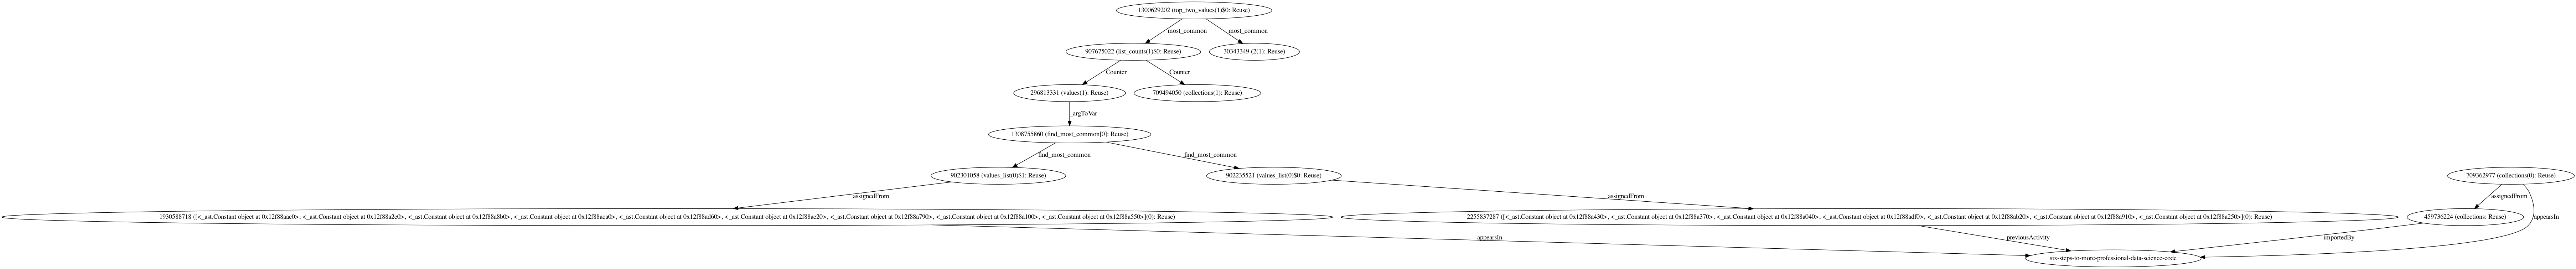 1300629202 (top_two_values(1)$0: Reuse)
most_common
most_common
907675022 (list_counts(1)$0: Reuse)
30343349 (2(1): Reuse)
Counter
Counter
296813331 (values(1): Reuse)
709494050 (collections(1): Reuse)
_argToVar
1308755860 (find_most_common[0]: Reuse)
find_most_common
find_most_common
902301058 (values_list(0)$1: Reuse)
902235521 (values_list(0)$0: Reuse)
709362977 (collections(0): Reuse)
assignedFrom
assignedFrom
assignedFrom
1930588718 ([<_ast.Constant object at 0x12f88aac0>, <_ast.Constant object at 0x12f88a2e0>, <_ast.Constant object at 0x12f88a8b0>, <_ast.Constant object at 0x12f88aca0>, <_ast.Constant object at 0x12f88ad60>, <_ast.Constant object at 0x12f88ae20>, <_ast.Constant object at 0x12f88a790>, <_ast.Constant object at 0x12f88a100>, <_ast.Constant object at 0x12f88a550>](0): Reuse)
2255837287 ([<_ast.Constant object at 0x12f88a430>, <_ast.Constant object at 0x12f88a370>, <_ast.Constant object at 0x12f88a040>, <_ast.Constant object at 0x12f88adf0>, <_ast.Constant object at 0x12f88ab20>, <_ast.Constant object at 0x12f88a910>, <_ast.Constant object at 0x12f88a250>](0): Reuse)
459736224 (collections: Reuse)
appearsIn
appearsIn
previousActivity
importedBy
six-steps-to-more-professional-data-science-code